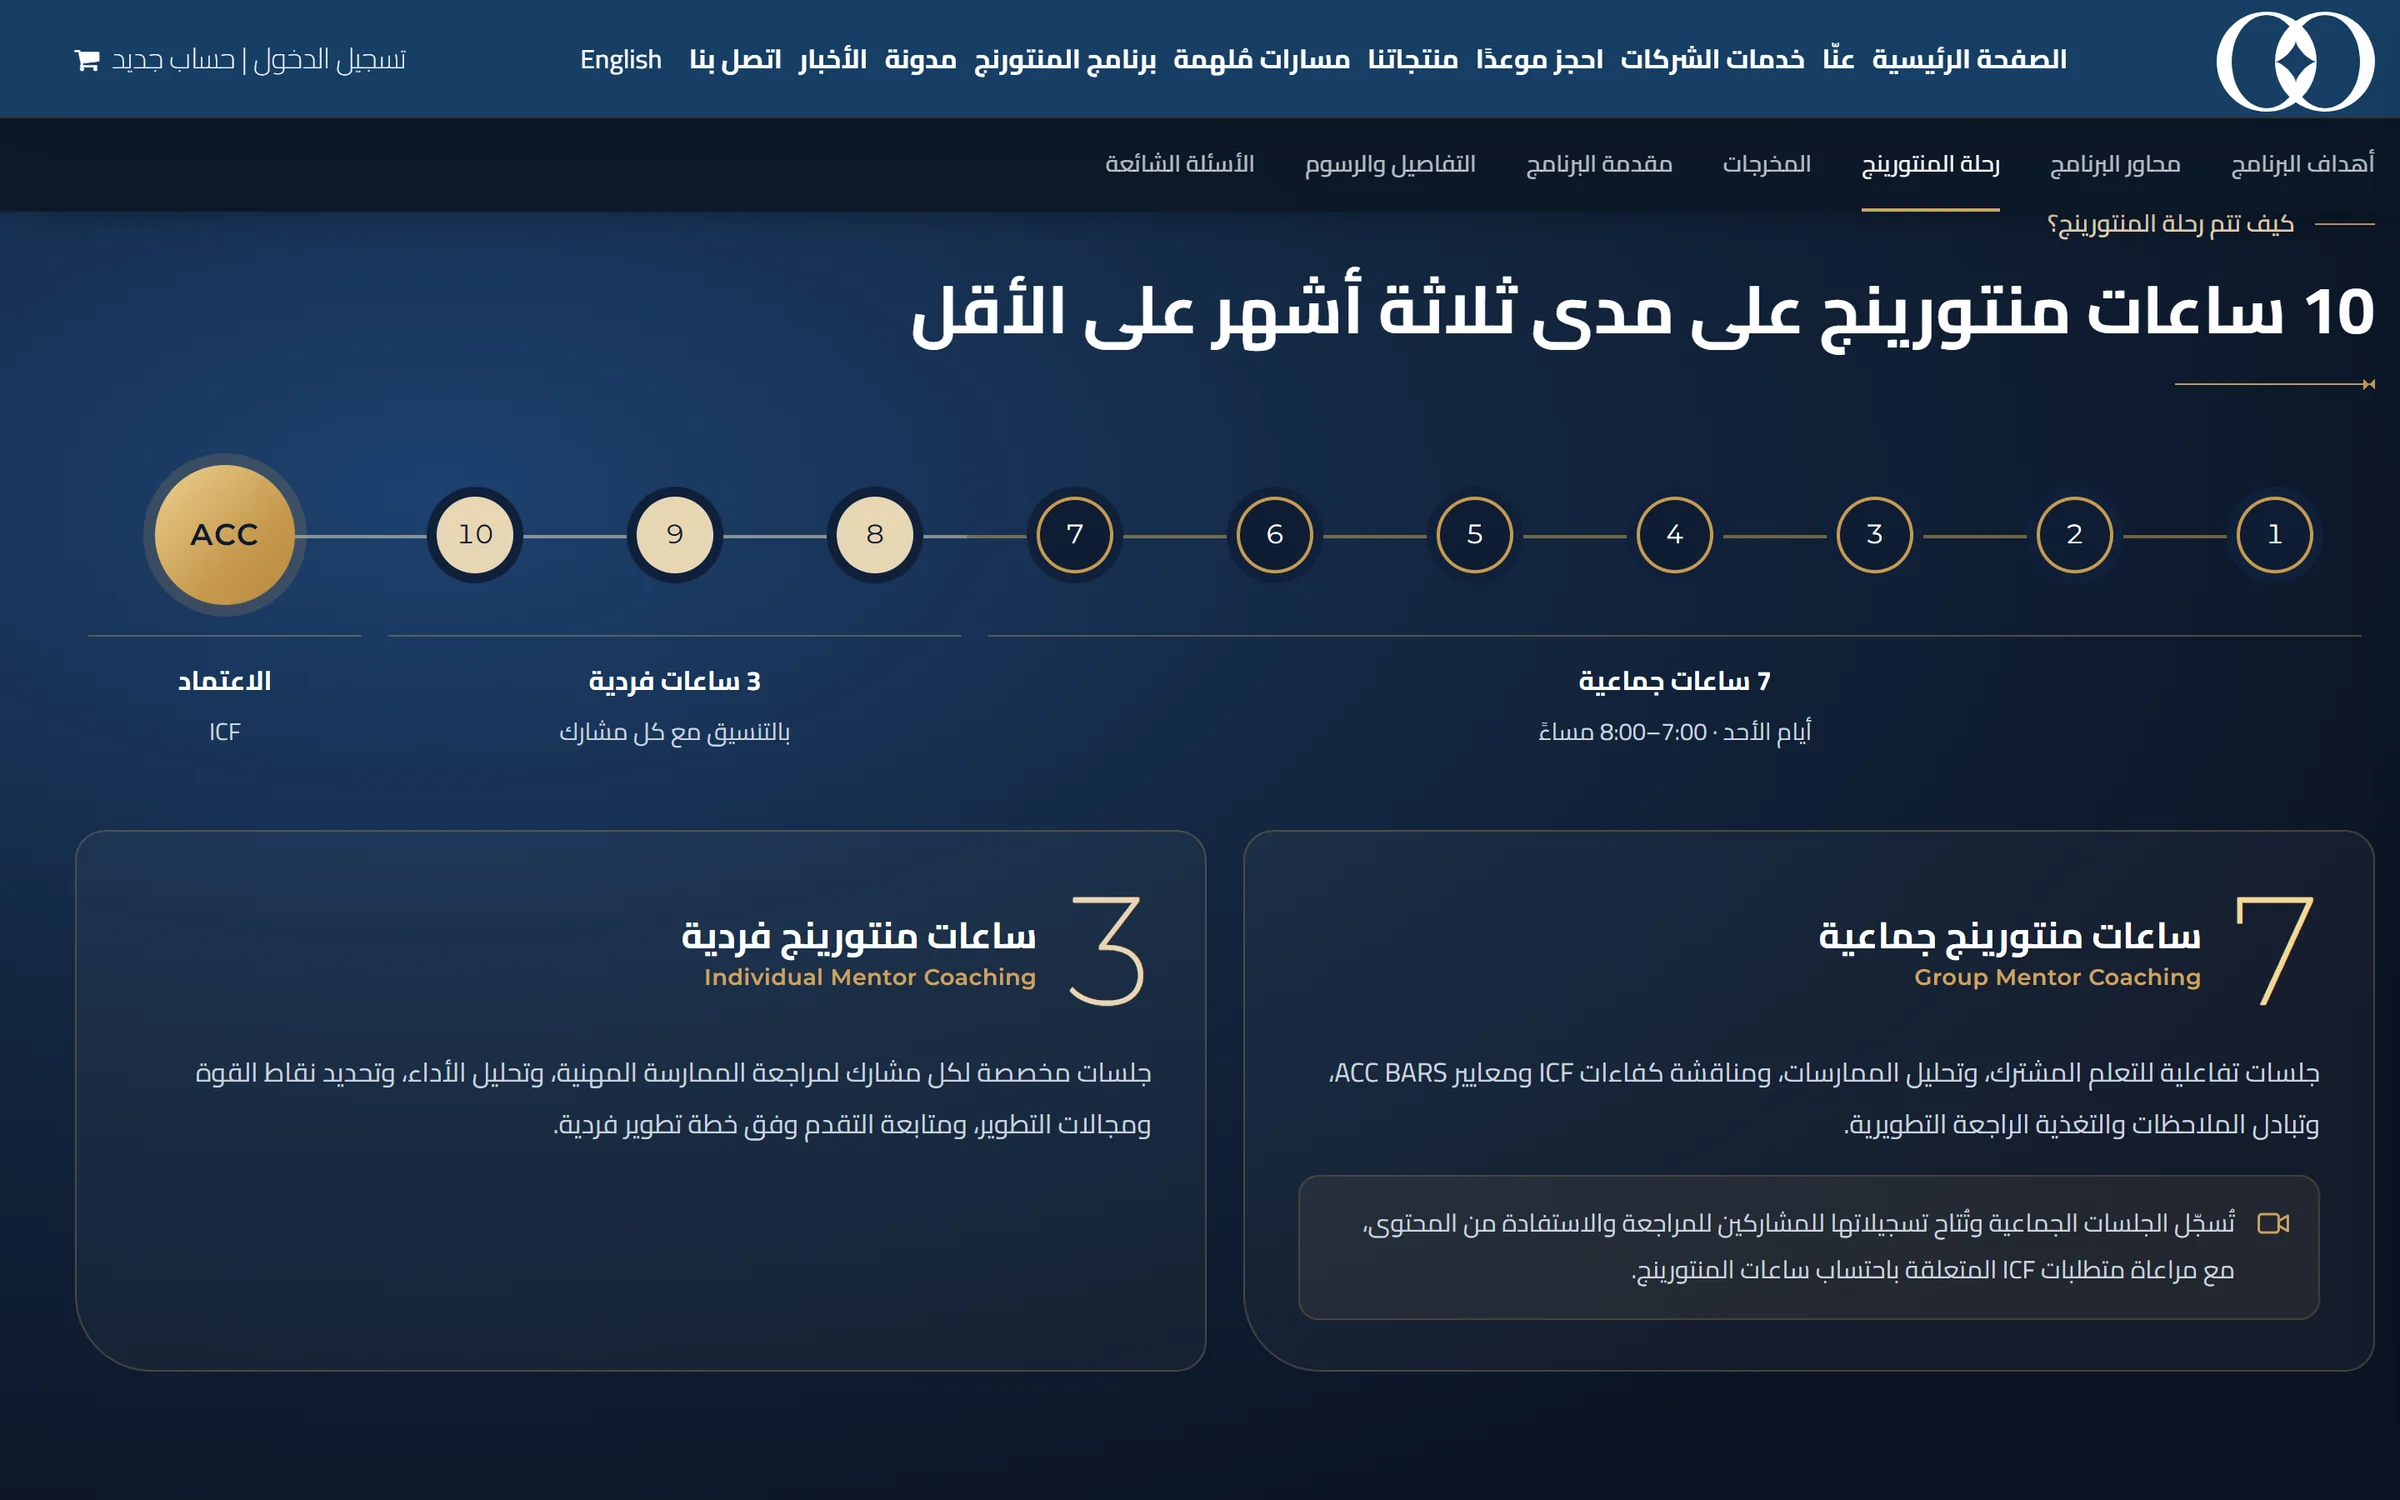 الصفحة الرئيسية عنّا خدمات الشركات احجز موعدًا منتجاتنا مسارات مُلهمة برنامج المنتورنج مدونة الأخبار اتصل بنا English
تسجيل الدخول | حساب جديد
أهداف البرنامج محاور البرنامج رحلة المنتورينج المخرجات مقدمة البرنامج التفاصيل والرسوم الأسئلة الشائعة
كيف تتم رحلة المنتورينج؟
10 ساعات منتورينج على مدى ثلاثة أشهر على الأقل
1 2 3 4 5 6 7 8 9 10 ACC
7 ساعات جماعية
أيام الأحد · 7:00–8:00 مساءً
3 ساعات فردية
بالتنسيق مع كل مشارك
الاعتماد
ICF
7
ساعات منتورينج جماعية
Group Mentor Coaching
جلسات تفاعلية للتعلم المشترك، وتحليل الممارسات، ومناقشة كفاءات ICF ومعايير ACC BARS،
وتبادل الملاحظات والتغذية الراجعة التطويرية.
تُسجّل الجلسات الجماعية وتُتاح تسجيلاتها للمشاركين للمراجعة والاستفادة من المحتوى،
مع مراعاة متطلبات ICF المتعلقة باحتساب ساعات المنتورينج.
3
ساعات منتورينج فردية
Individual Mentor Coaching
جلسات مخصصة لكل مشارك لمراجعة الممارسة المهنية، وتحليل الأداء، وتحديد نقاط القوة
ومجالات التطوير، ومتابعة التقدم وفق خطة تطوير فردية.